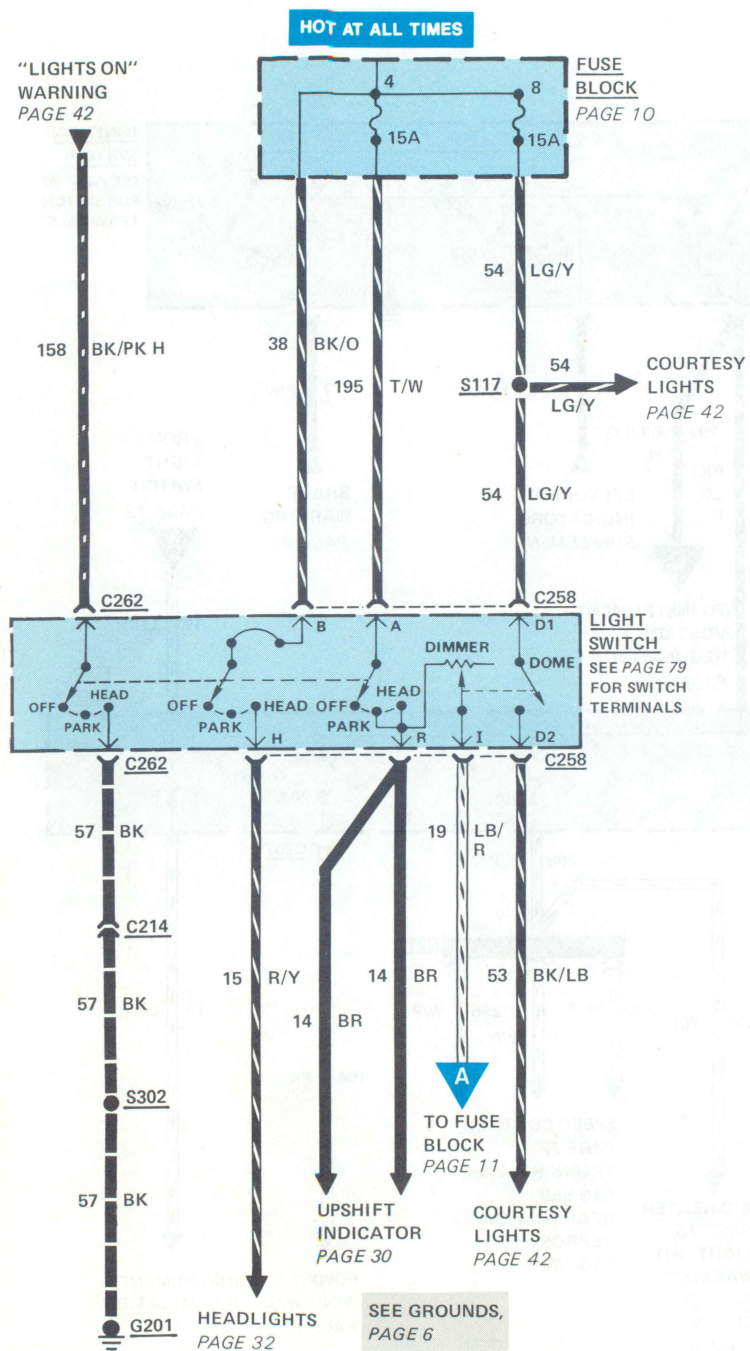 HOT AT ALL TIMES
"LIGHTS ON"
WARNING
PAGE 42
4
8
15A
15A
FUSE
BLOCK
PAGE 10
54 LG/Y
158 BK/PK H
38 BK/O
195 T/W
S117
54
LG/Y
COURTESY
LIGHTS
PAGE 42
54 LG/Y
C262
C258
B
A
D1
DIMMER
DOME
OFF
HEAD
PARK
OFF
HEAD
PARK
OFF
HEAD
PARK
H
R
I
D2
LIGHT
SWITCH
SEE PAGE 79
FOR SWITCH
TERMINALS
C262
C258
57 BK
19 LB/
R
C214
57 BK
15 R/Y
14 BR
14 BR
53 BK/LB
S302
A
TO FUSE
BLOCK
PAGE 11
57 BK
UPSHIFT
INDICATOR
PAGE 30
COURTESY
LIGHTS
PAGE 42
G201
HEADLIGHTS
PAGE 32
SEE GROUNDS,
PAGE 6